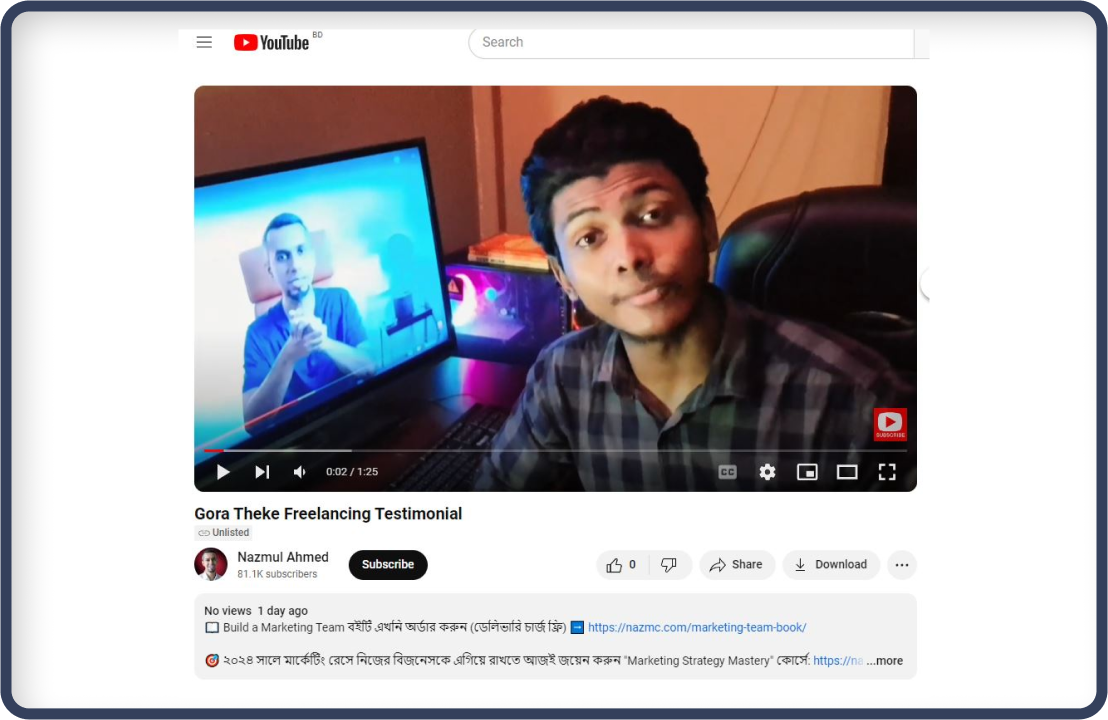 YouTube BD
Search
SUBSCRIBE
0:02 / 1:25
CC
Gora Theke Freelancing Testimonial
Unlisted
Nazmul Ahmed
81.1K subscribers
Subscribe
0
Share
Download
No views 1 day ago
Build a Marketing Team বইটি এখনি অর্ডার করুন (ডেলিভারি চার্জ ফ্রি) https://nazmc.com/marketing-team-book/
২০২৪ সালে মার্কেটিং রেসে নিজের বিজনেসকে এগিয়ে রাখতে আজই জয়েন করুন "Marketing Strategy Mastery" কোর্সে: https://na ...more